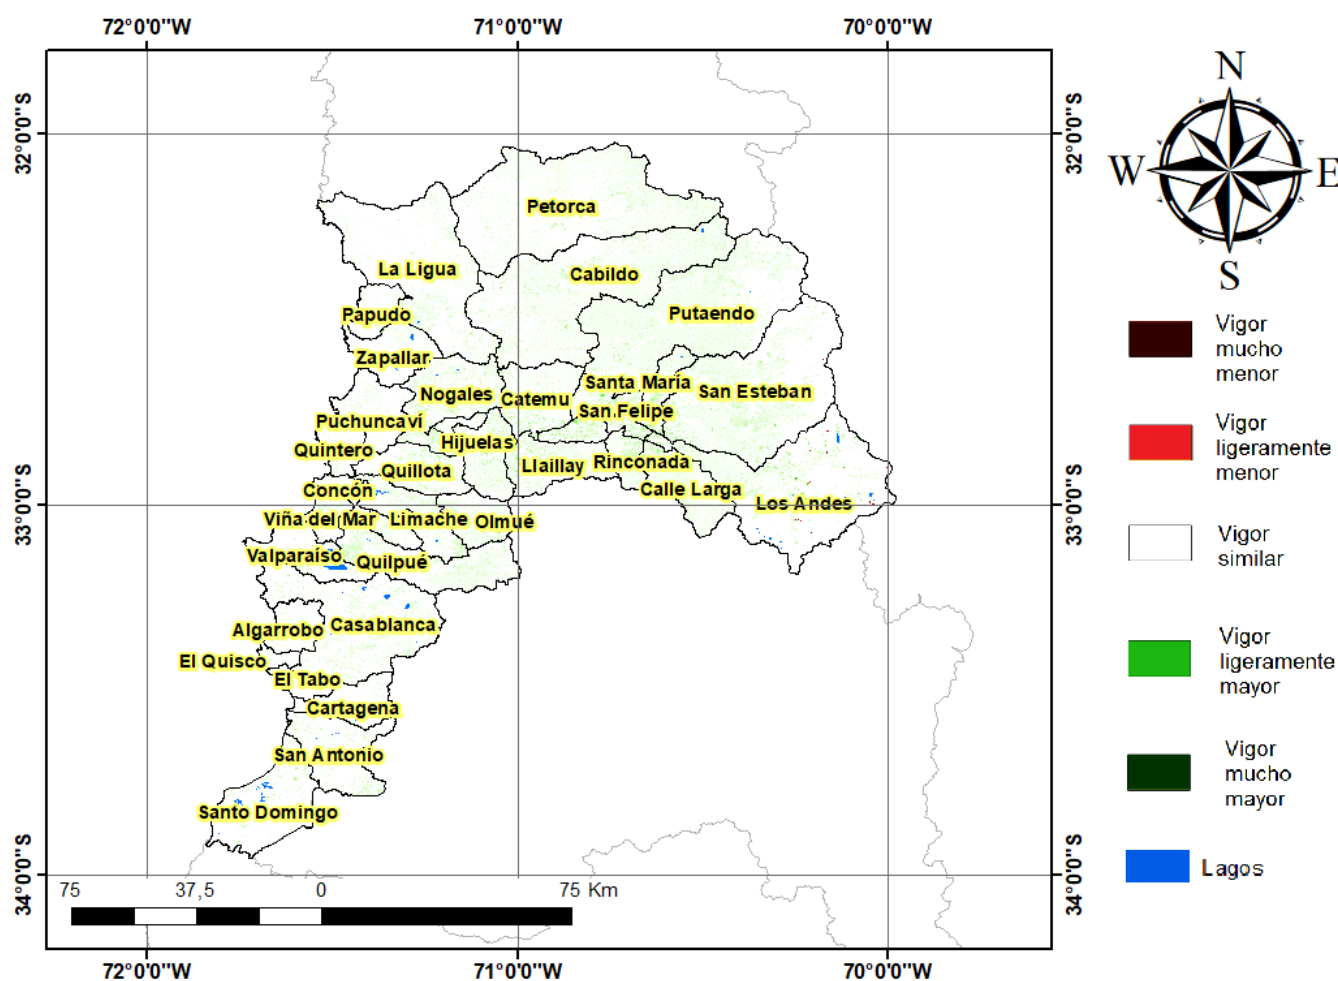 72°0'0"W 71°0'0"W 70°0'0"W
32°0'0"S
32°0'0"S
33°0'0"S
33°0'0"S
34°0'0"S
34°0'0"S
N
W
E
S
Petorca
La Ligua
Cabildo
Papudo
Putaendo
Zapallar
Santa María
Nogales
Catemu
San Esteban
San Felipe
Puchuncaví
Hijuelas
Quintero
Quillota
Llaillay
Rinconada
Concón
Calle Larga
Los Andes
Viña del Mar
Limache
Olmué
Valparaíso
Quilpué
Algarrobo
Casablanca
El Quisco
El Tabo
Cartagena
San Antonio
Santo Domingo
75 37,5 0 75 Km
72°0'0"W 71°0'0"W 70°0'0"W
Vigor
mucho
menor
Vigor
ligeramente
menor
Vigor
similar
Vigor
ligeramente
mayor
Vigor
mucho
mayor
Lagos